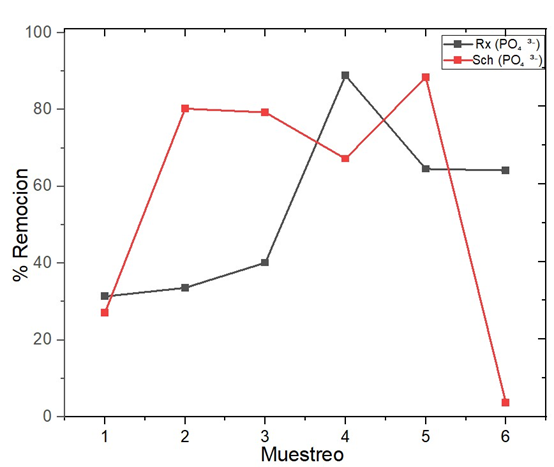 100
80
60
40
20
0
% Remocion
Rx (PO₄ ³⁻)
Sch (PO₄ ³⁻)
1 2 3 4 5 6
Muestreo